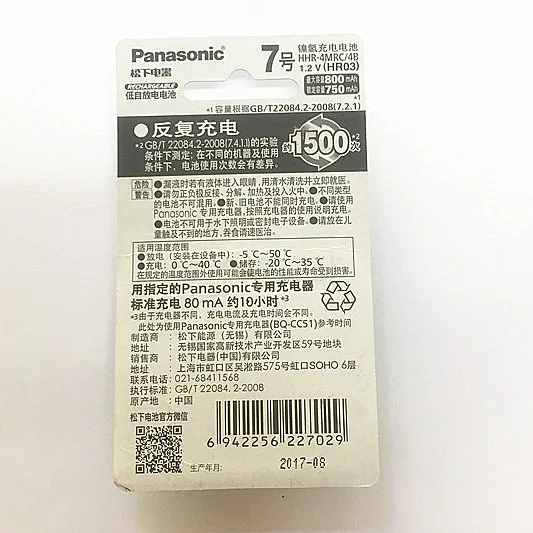 Panasonic
松下电器
RECHARGEABLE
低自放电电池
7号
镍氢充电电池
HHR-4MRC/4B
1.2 V (HR03)
最大容量800 mAh
额定容量750 mAh
*1
*1 容量根据GB/T22084.2-2008(7.2.1)
●反复充电
约1500次*2
*2 GB/T 22084.2-2008(7.4.1.1)的实验
条件下测定; 在不同的机器及使用
条件下, 电池使用次数会有差异。
危险 ●漏液时若有液体进入眼睛, 用清水清洗并立即就医。
警告 ●请勿正负极反接、分解、加热及投入火中。●不同类型
的电池不可混用。●新、旧电池不能同时充电。●请使用
Panasonic 专用充电器, 按照充电器的使用说明充电。
●电池不可用于水下照明或密封电子设备。●请放在儿
童触及不到的地方, 吞食请速医治。
适用温度范围
●放电 (安装在设备中): -5 ℃~50 ℃
●充电: 0 ℃~40 ℃ ●储存: -20 ℃~35 ℃
在规定的温度范围外使用可能会使电池的性能或寿命受到损害。
用指定的Panasonic专用充电器
标准充电 80 mA 约10小时*3
*3由于充电器不同, 充电电流及充电时间会不同。
此处为使用Panasonic专用充电器(BQ-CC51)参考时间
制造商: 松下能源(无锡)有限公司
地址: 无锡国家高新技术产业开发区59号地块
销售商: 松下电器(中国)有限公司
地址: 上海市虹口区吴淞路575号虹口SOHO 6层
联系电话: 021-68411568
执行标准: GB/T 22084.2-2008
原产地: 中国
松下电池官方微信
6 942256 227029
生产年月: 2017-08